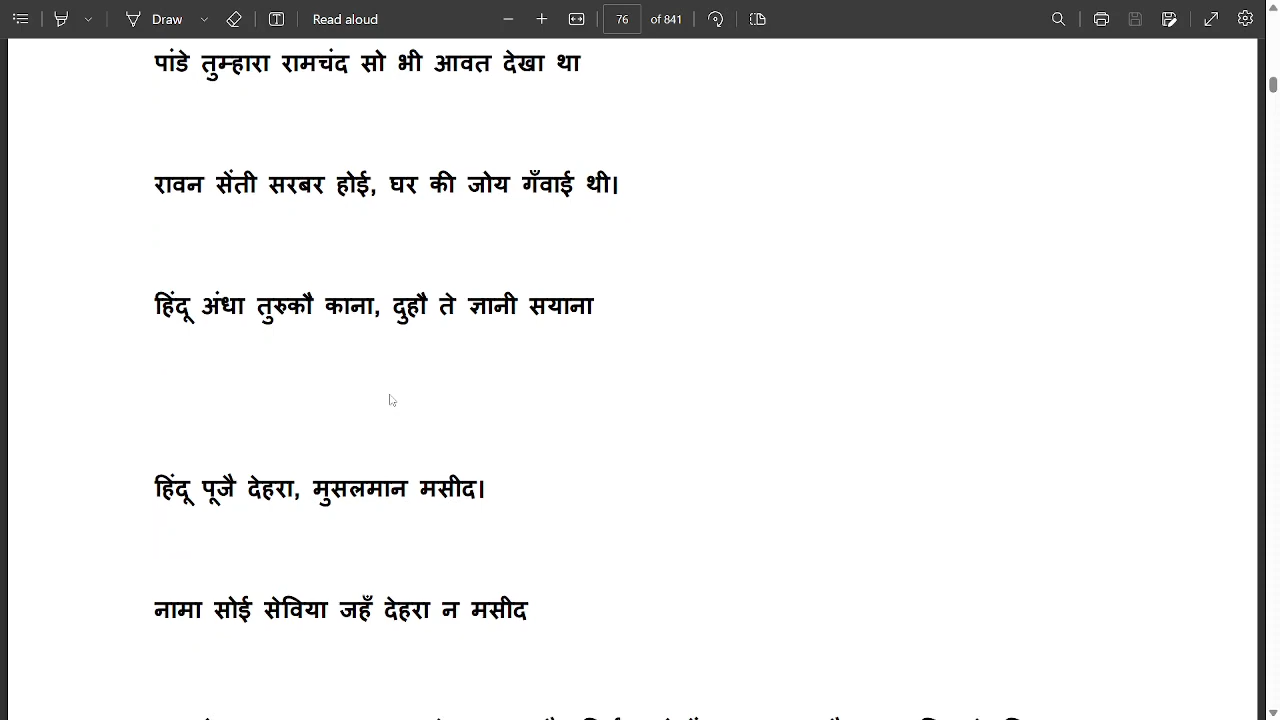 Draw
Read aloud
76 of 841
पांडे तुम्हारा रामचंद सो भी आवत देखा था
रावन सेंती सरबर होई, घर की जोय गँवाई थी।
हिंदू अंधा तुरुकौ काना, दुहौ ते ज्ञानी सयाना
हिंदू पूजै देहरा, मुसलमान मसीद।
नामा सोई सेविया जहँ देहरा न मसीद